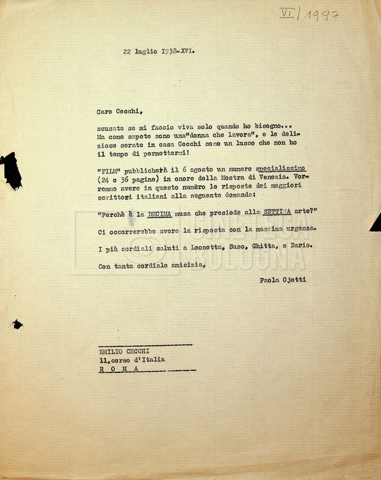 VI/1997
22 luglio 1938-XVI.
Caro Cecchi,
scusate se mi faccio viva solo quando ho bisogno...
Ma come sapete sono una"donna che lavora", e le deli-
ziose serate in casa Cecchi sono un lusso che non ho
il tempo di permettermi!
"FILM" pubblicherà il 6 agosto un numero specialissimo
(24 o 36 pagine) in onore della Mostra di Venezia. Vor-
remmo avere in questo numero le risposte dei maggiori
scrittori italiani alla seguente domanda:
"Perchè è la DECIMA musa che presiede alla SETTIMA arte?"
Ci occorrerebbe avere la risposta con la massima urgenza.
I più cordiali saluti a Leonetta, Suso, Ghitta, e Dario.
Con tanta cordiale amicizia,
Paola Ojetti
EMILIO CECCHI
11,corso d'Italia
R O M A
BOLOGNA